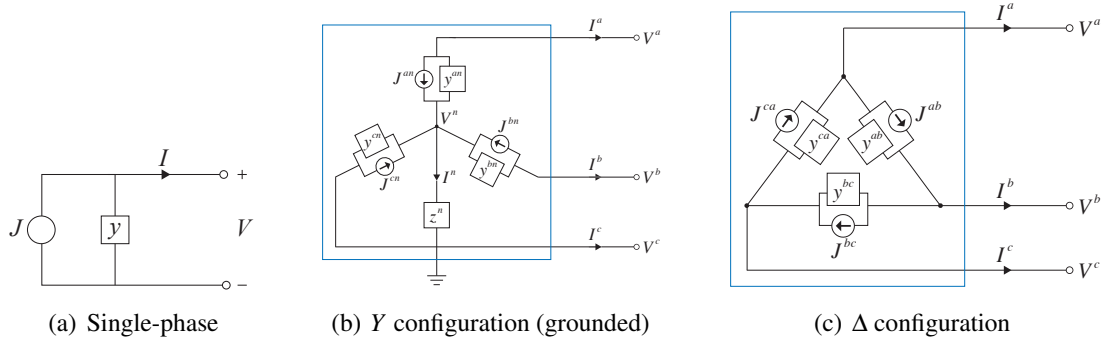 J
y
I
+
V
−
(a) Single-phase
I^a
V^a
J^{an}
y^{an}
V^n
J^{bn}
y^{cn}
y^{bn}
J^{cn}
I^n
I^b
V^b
z^n
I^c
V^c
(b) Y configuration (grounded)
I^a
V^a
J^{ca}
J^{ab}
y^{ca}
y^{ab}
y^{bc}
I^b
V^b
J^{bc}
I^c
V^c
(c) Δ configuration